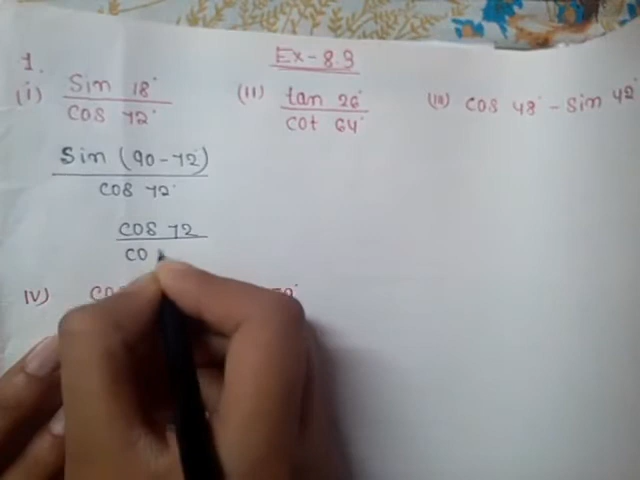 Ex-8.3
1.
(i) Sin 18° / cos 72° (ii) tan 26° / cot 64° (iii) cos 48° - sin 42°
Sin (90-72) / cos 72°
cos 72 / co
iv)